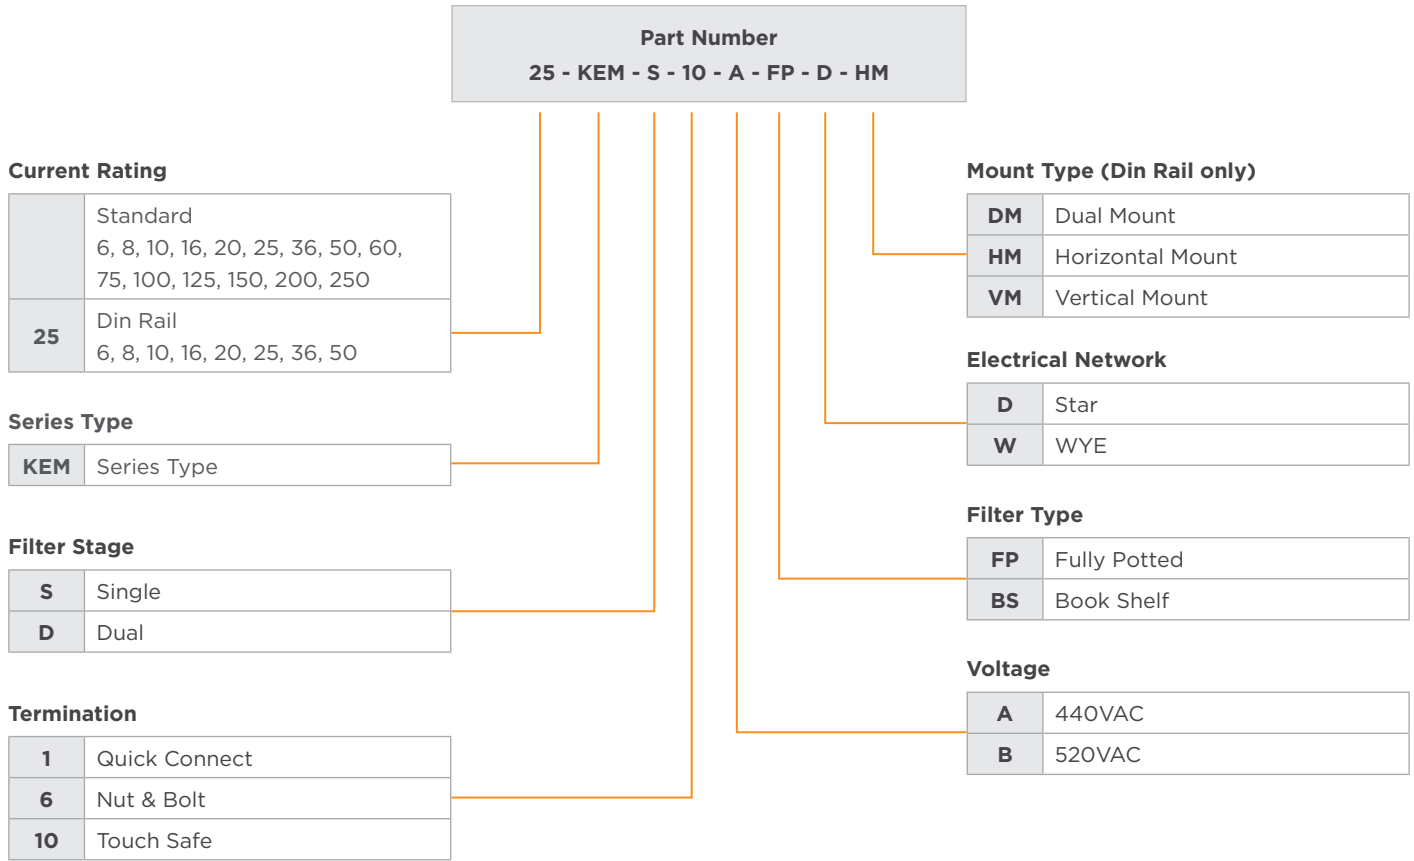 Part Number
25 - KEM - S - 10 - A - FP - D - HM
Current Rating
Standard
6, 8, 10, 16, 20, 25, 36, 50, 60,
75, 100, 125, 150, 200, 250
25 Din Rail
6, 8, 10, 16, 20, 25, 36, 50
Series Type
KEM Series Type
Filter Stage
S Single
D Dual
Termination
1 Quick Connect
6 Nut & Bolt
10 Touch Safe
Mount Type (Din Rail only)
DM Dual Mount
HM Horizontal Mount
VM Vertical Mount
Electrical Network
D Star
W WYE
Filter Type
FP Fully Potted
BS Book Shelf
Voltage
A 440VAC
B 520VAC